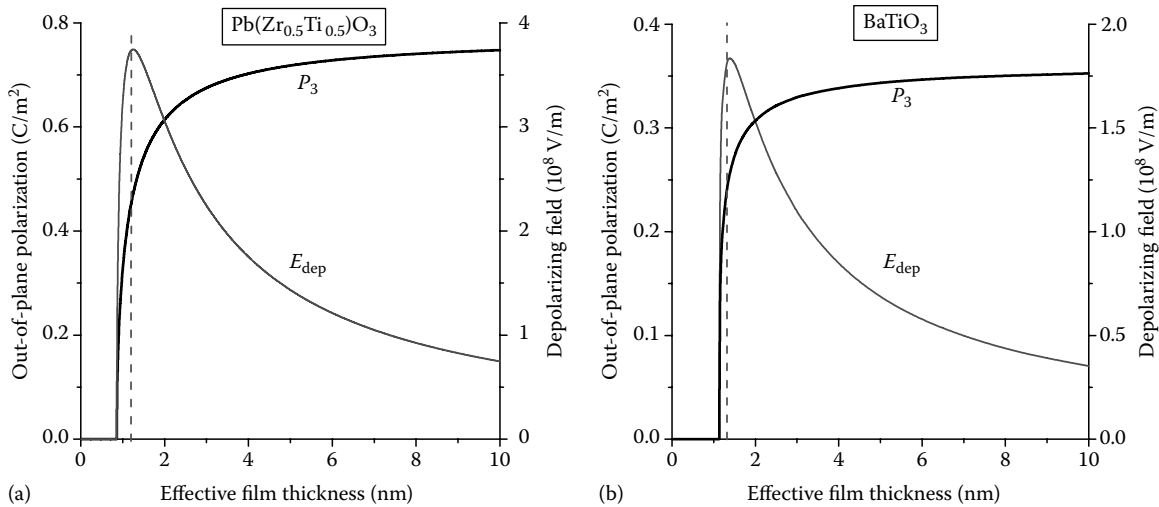 Pb(Zr0.5Ti0.5)O3
0.8
0.6
0.4
0.2
0.0
Out-of-plane polarization (C/m2)
P3
Edep
4
3
2
1
0
Depolarizing field (10⁸ V/m)
0 2 4 6 8 10
(a)
Effective film thickness (nm)
BaTiO3
0.4
0.3
0.2
0.1
0.0
Out-of-plane polarization (C/m2)
P3
Edep
2.0
1.5
1.0
0.5
0.0
Depolarizing field (10⁸ V/m)
0 2 4 6 8 10
(b)
Effective film thickness (nm)